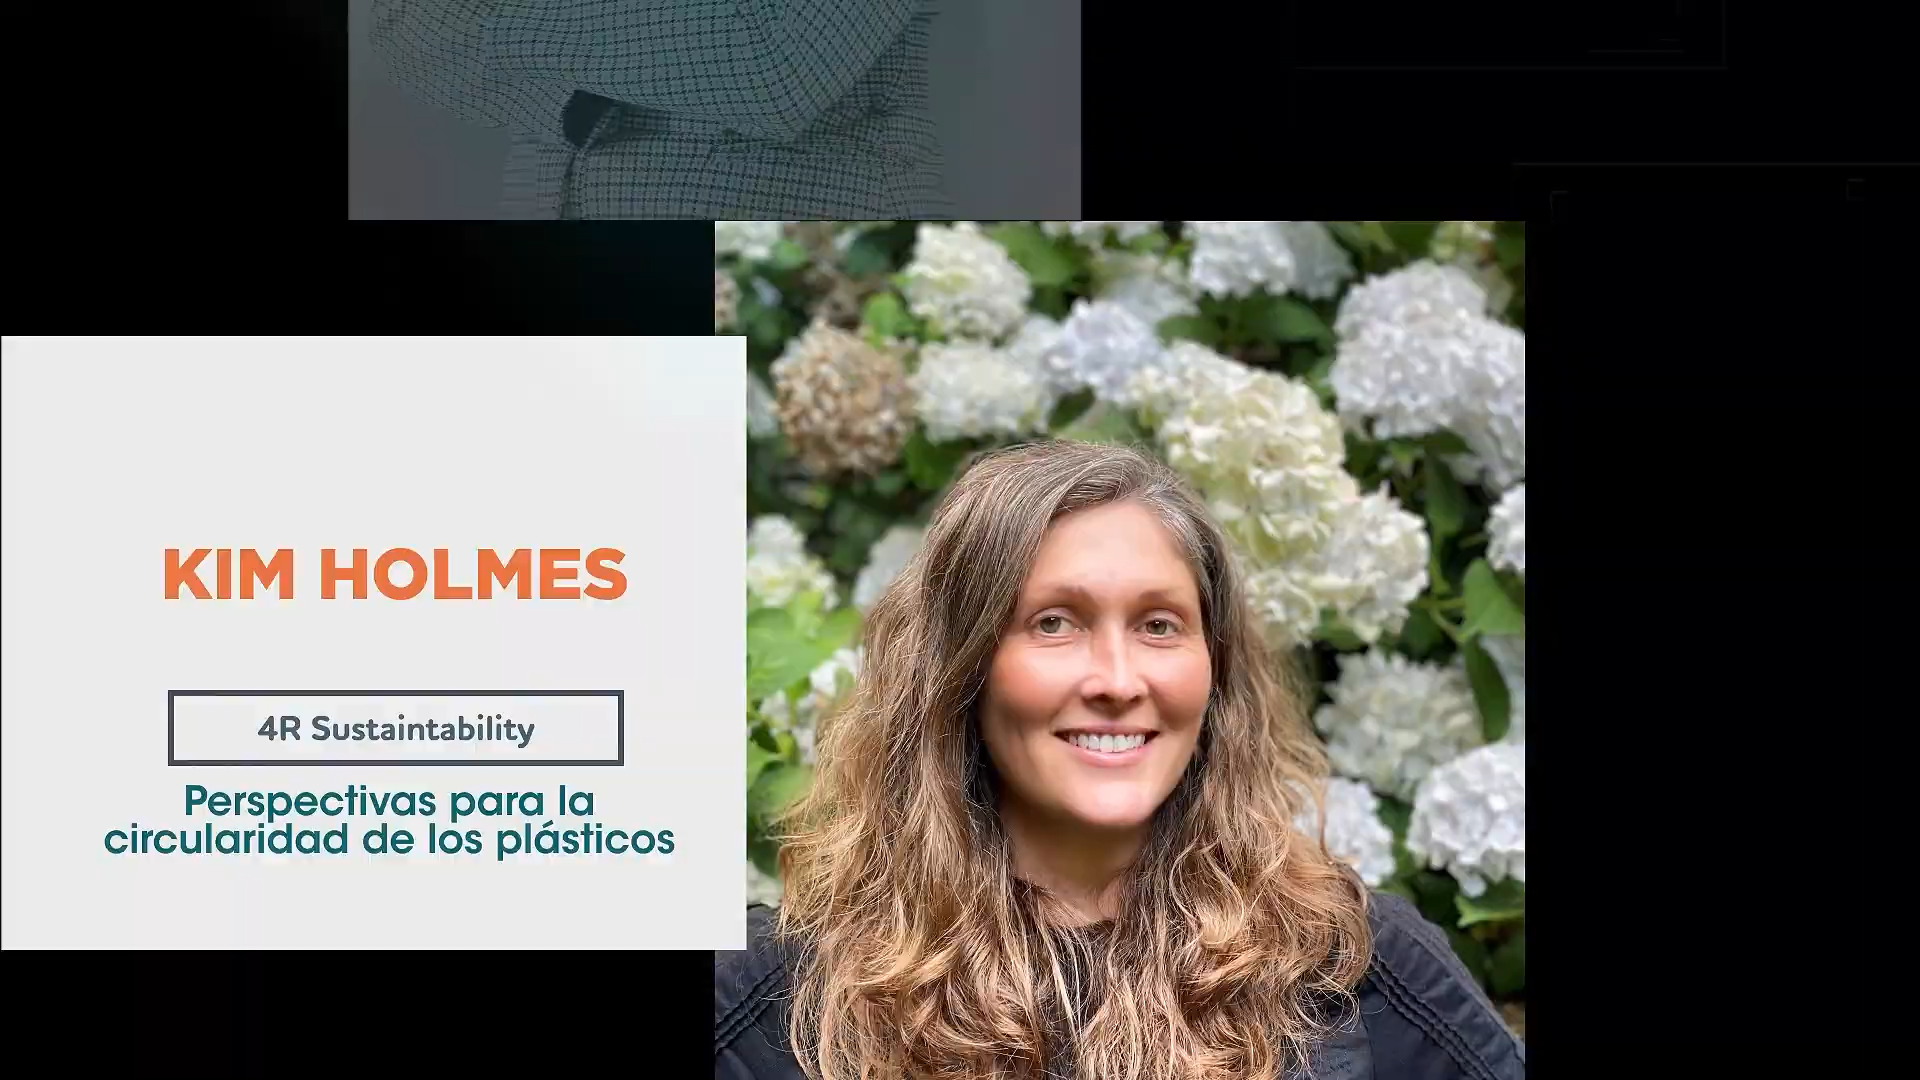 KIM HOLMES
4R Sustaintability
Perspectivas para la
circularidad de los plásticos